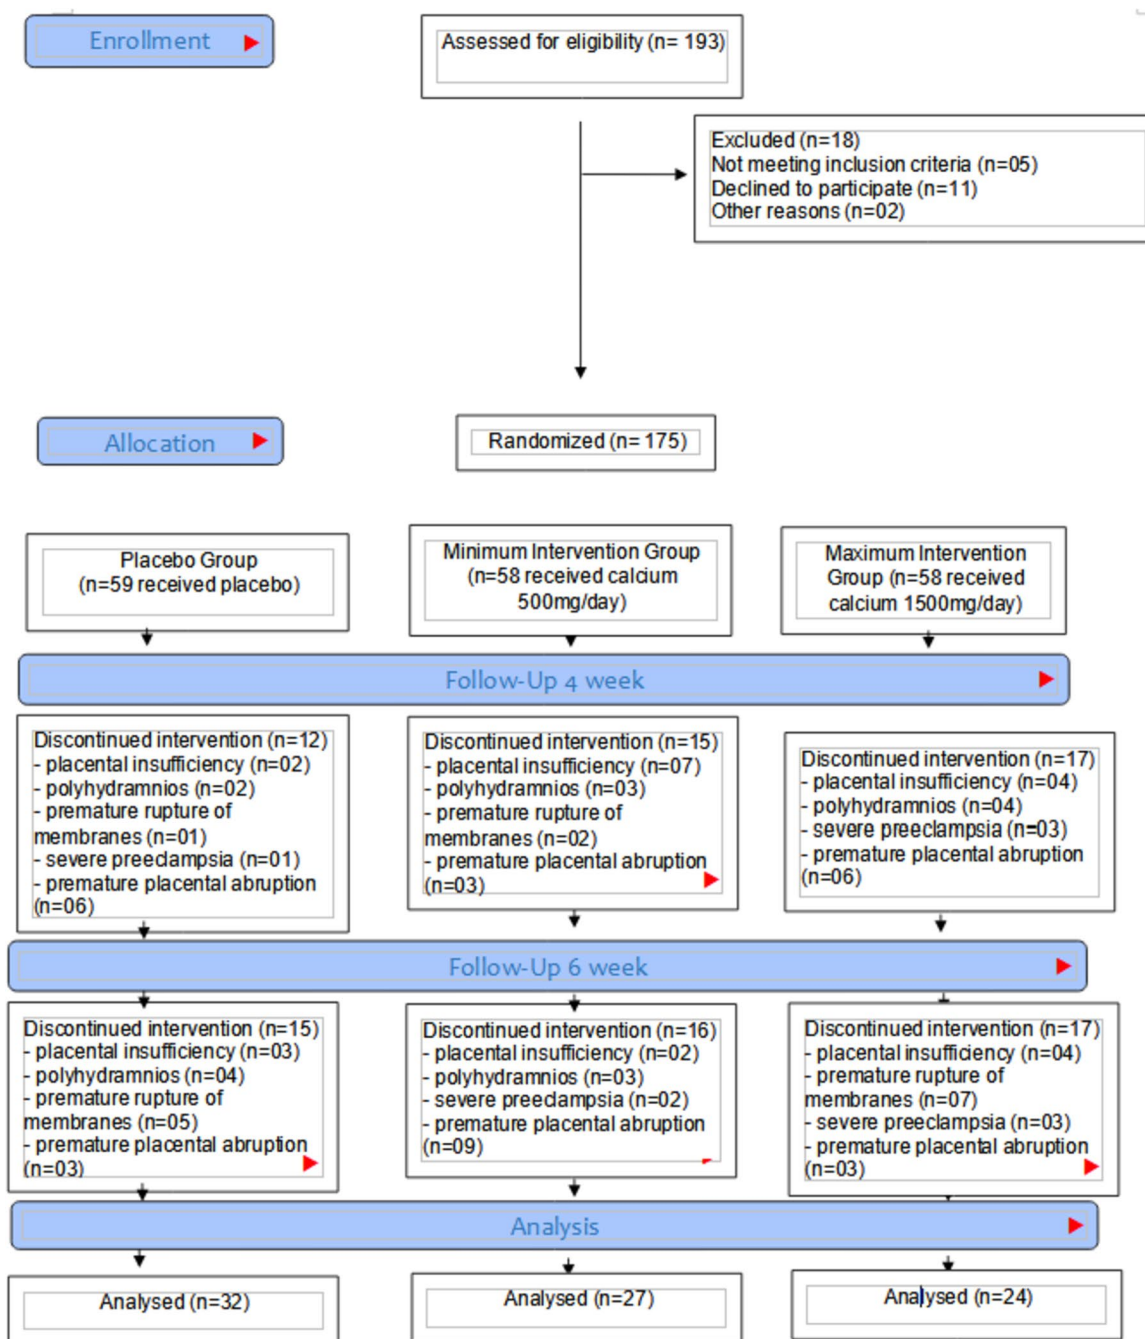 Enrollment
Assessed for eligibility (n= 193)
Excluded (n=18)
Not meeting inclusion criteria (n=05)
Declined to participate (n=11)
Other reasons (n=02)
Allocation
Randomized (n= 175)
Placebo Group
(n=59 received placebo)
Minimum Intervention Group
(n=58 received calcium
500mg/day)
Maximum Intervention
Group (n=58 received
calcium 1500mg/day)
Follow-Up 4 week
Discontinued intervention (n=12)
- placental insufficiency (n=02)
- polyhydramnios (n=02)
- premature rupture of
membranes (n=01)
- severe preeclampsia (n=01)
- premature placental abruption
(n=06)
Discontinued intervention (n=15)
- placental insufficiency (n=07)
- polyhydramnios (n=03)
- premature rupture of
membranes (n=02)
- premature placental abruption
(n=03)
Discontinued intervention (n=17)
- placental insufficiency (n=04)
- polyhydramnios (n=04)
- severe preeclampsia (n=03)
- premature placental abruption
(n=06)
Follow-Up 6 week
Discontinued intervention (n=15)
- placental insufficiency (n=03)
- polyhydramnios (n=04)
- premature rupture of
membranes (n=05)
- premature placental abruption
(n=03)
Discontinued intervention (n=16)
- placental insufficiency (n=02)
- polyhydramnios (n=03)
- severe preeclampsia (n=02)
- premature placental abruption
(n=09)
Discontinued intervention (n=17)
- placental insufficiency (n=04)
- premature rupture of
membranes (n=07)
- severe preeclampsia (n=03)
- premature placental abruption
(n=03)
Analysis
Analysed (n=32)
Analysed (n=27)
Analysed (n=24)